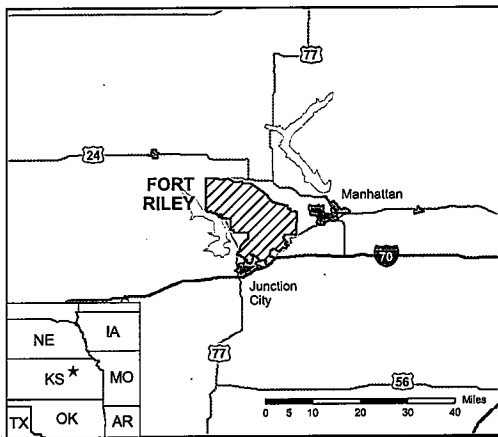 77
24
FORT
RILEY
Manhattan
70
Junction
City
NE
IA
KS
MO
TX
OK
AR
77
56
Miles
0 5 10 20 30 40